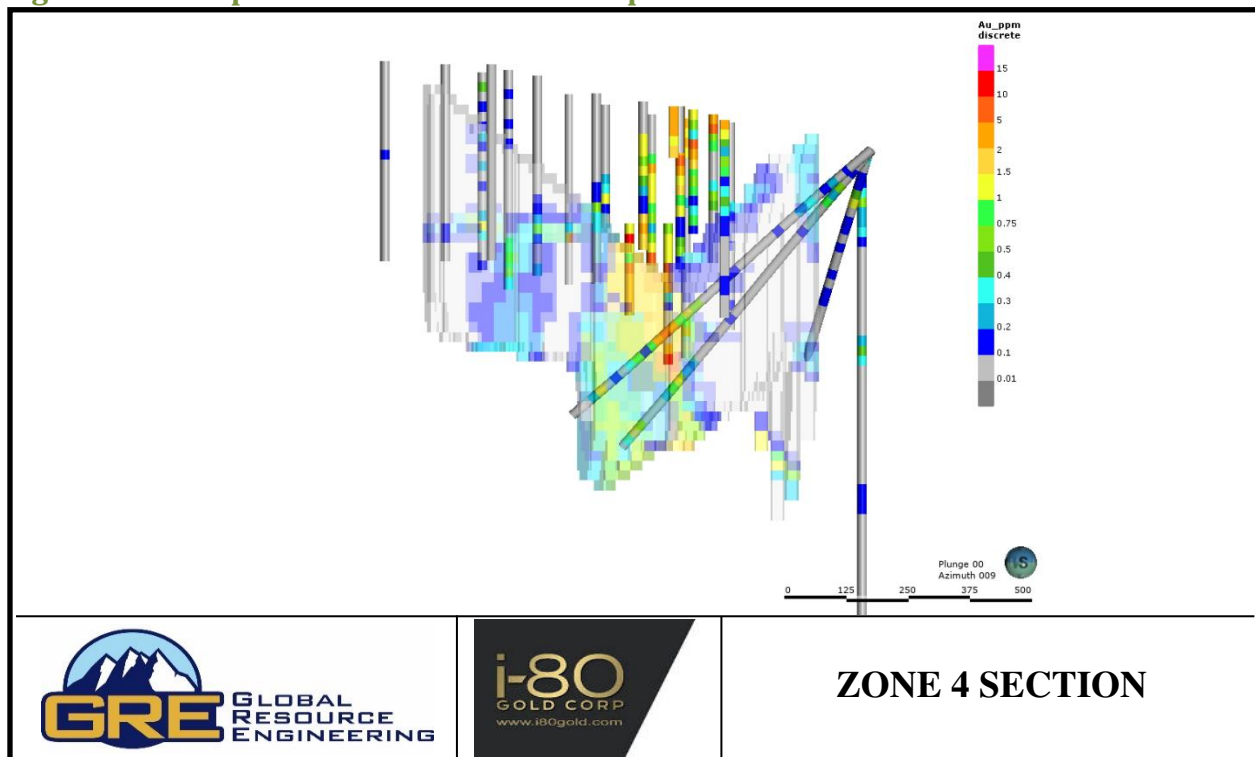 Au_ppm
discrete
15
10
5
2
1.5
1
0.75
0.5
0.4
0.3
0.2
0.1
0.01
Plunge 00
Azimuth 009
0 125 250 375 500
GRE GLOBAL
RESOURCE
ENGINEERING
i-80
GOLD CORP
www.i80gold.com
ZONE 4 SECTION